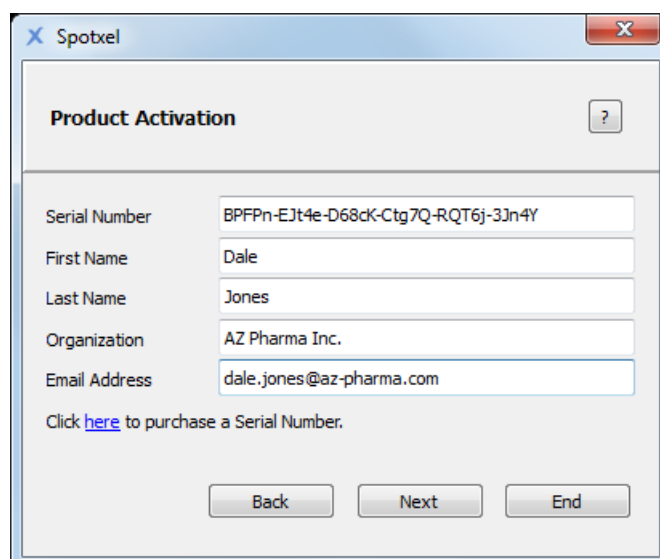 Spotxel
Product Activation
?
Serial Number BPFPn-EJt4e-D68cK-Ctg7Q-RQT6j-3Jn4Y
First Name Dale
Last Name Jones
Organization AZ Pharma Inc.
Email Address dale.jones@az-pharma.com
Click here to purchase a Serial Number.
Back Next End